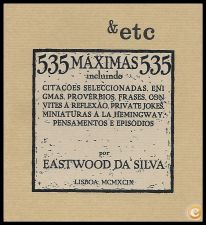 & etc
535 MÁXIMAS 535
incluindo
CITAÇÕES SELECCIONADAS, ENI
GMAS, PROVÉRBIOS, FRASES, CON
VITES À REFLEXÃO, PRIVATE JOKES,
MINIATURAS A LA HEMINGWAY,
PENSAMENTOS E EPISÓDIOS
por
EASTWOOD DA SILVA
LISBOA, MCMXCIX